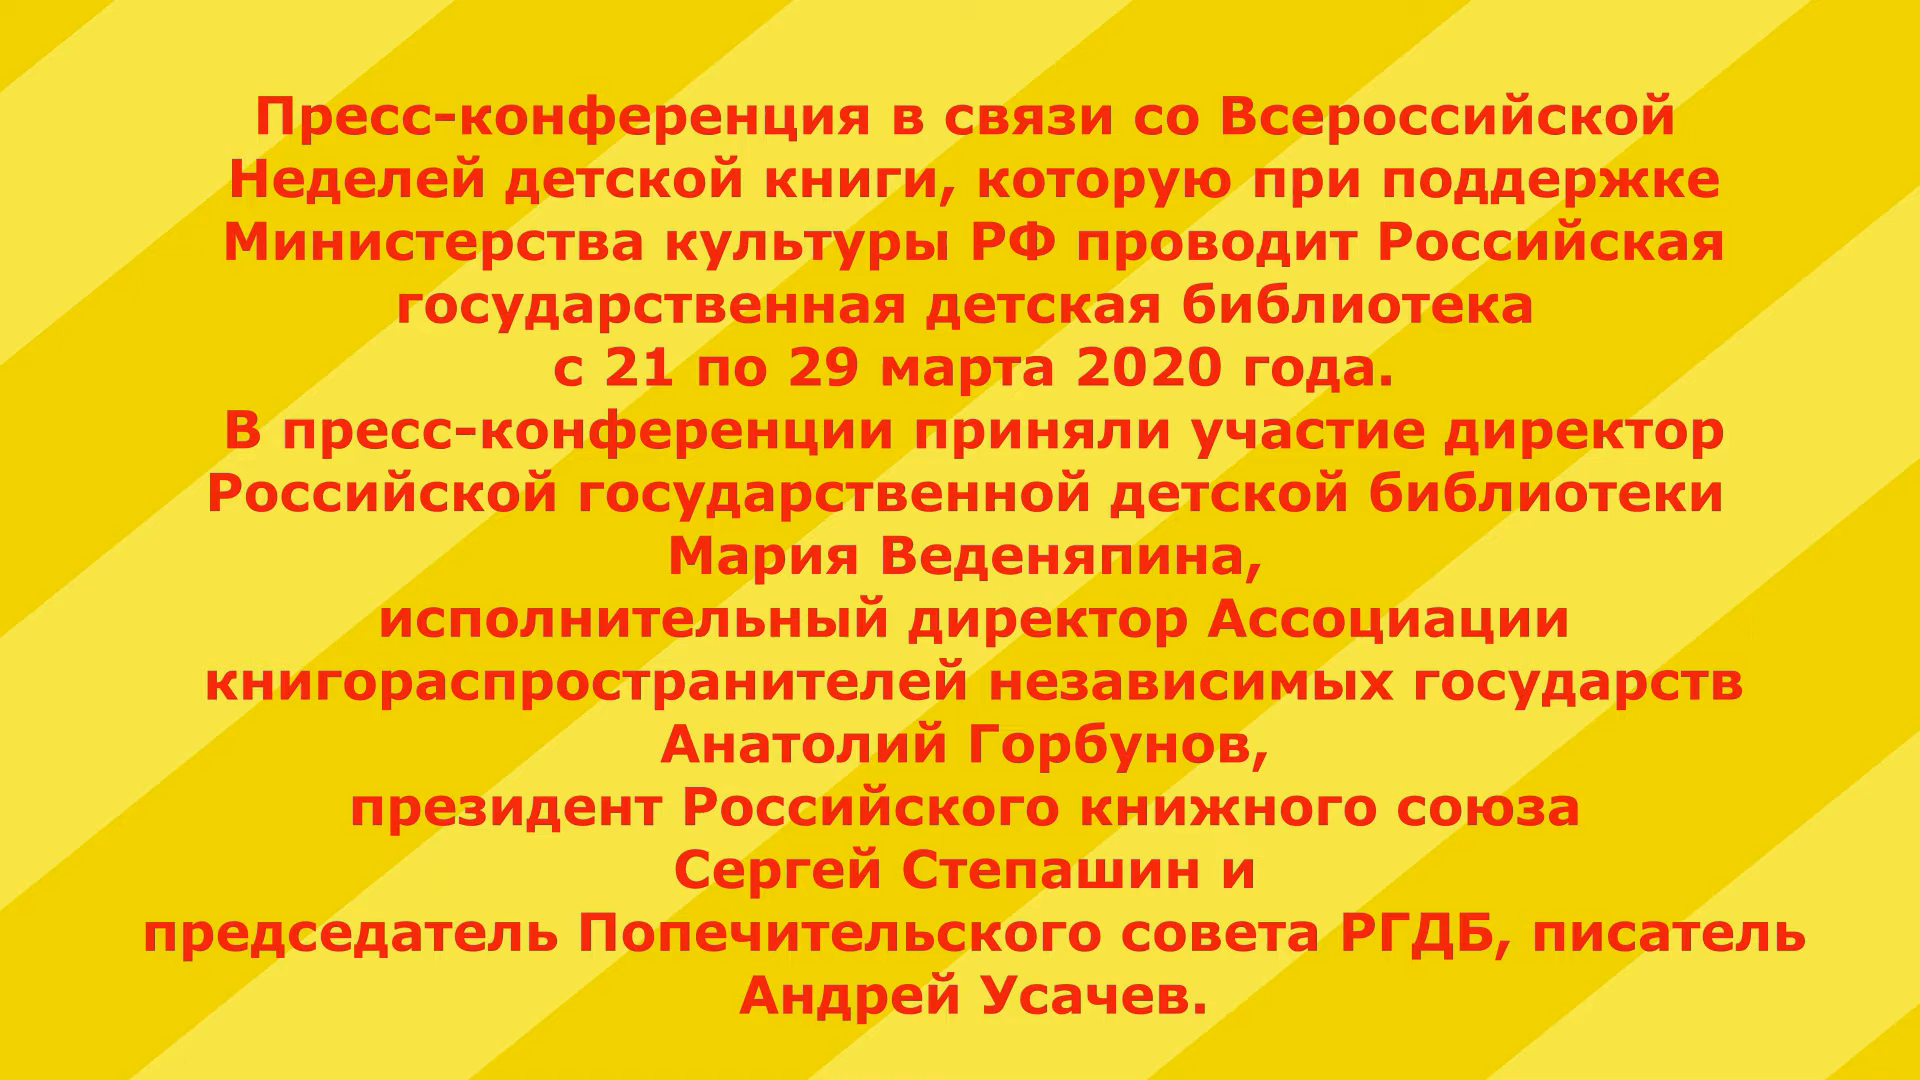 Пресс-конференция в связи со Всероссийской
Неделей детской книги, которую при поддержке
Министерства культуры РФ проводит Российская
государственная детская библиотека
с 21 по 29 марта 2020 года.
В пресс-конференции приняли участие директор
Российской государственной детской библиотеки
Мария Веденяпина,
исполнительный директор Ассоциации
книгораспространителей независимых государств
Анатолий Горбунов,
президент Российского книжного союза
Сергей Степашин и
председатель Попечительского совета РГДБ, писатель
Андрей Усачев.